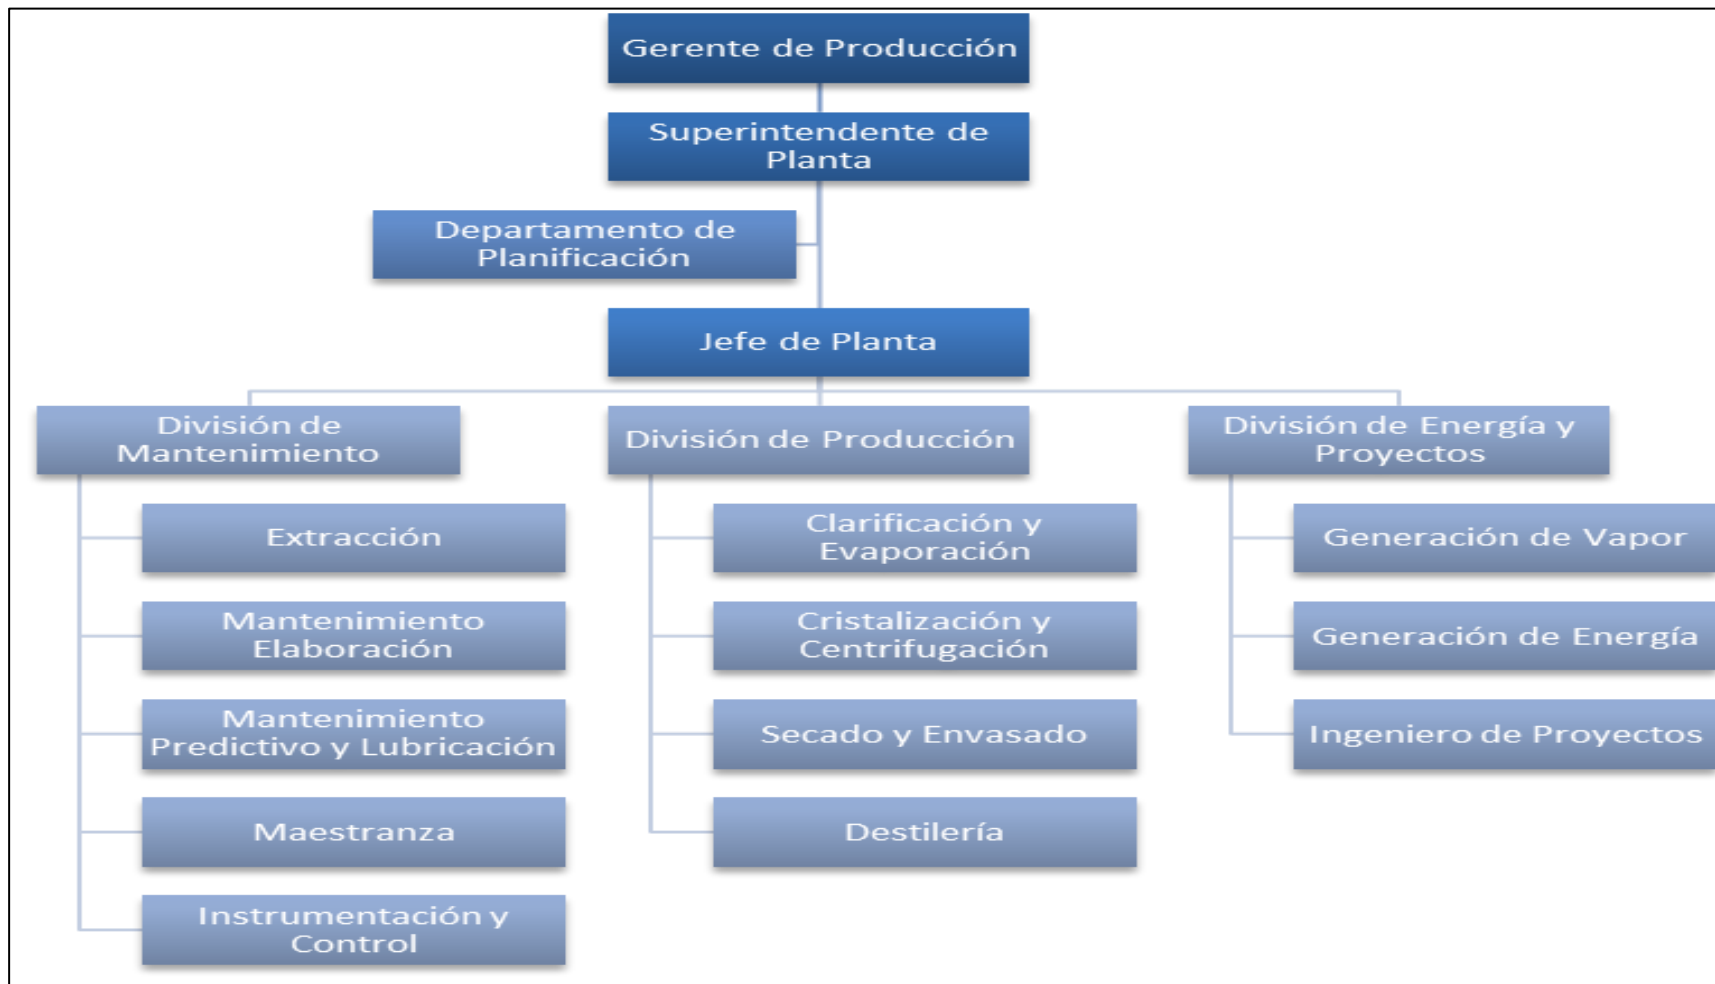 Gerente de Producción
Superintendente de
Planta
Departamento de
Planificación
Jefe de Planta
División de
Mantenimiento
Extracción
Mantenimiento
Elaboración
Mantenimiento
Predictivo y Lubricación
Maestranza
Instrumentación y
Control
División de Producción
Clarificación y
Evaporación
Cristalización y
Centrifugación
Secado y Envasado
Destilería
División de Energía y
Proyectos
Generación de Vapor
Generación de Energía
Ingeniero de Proyectos